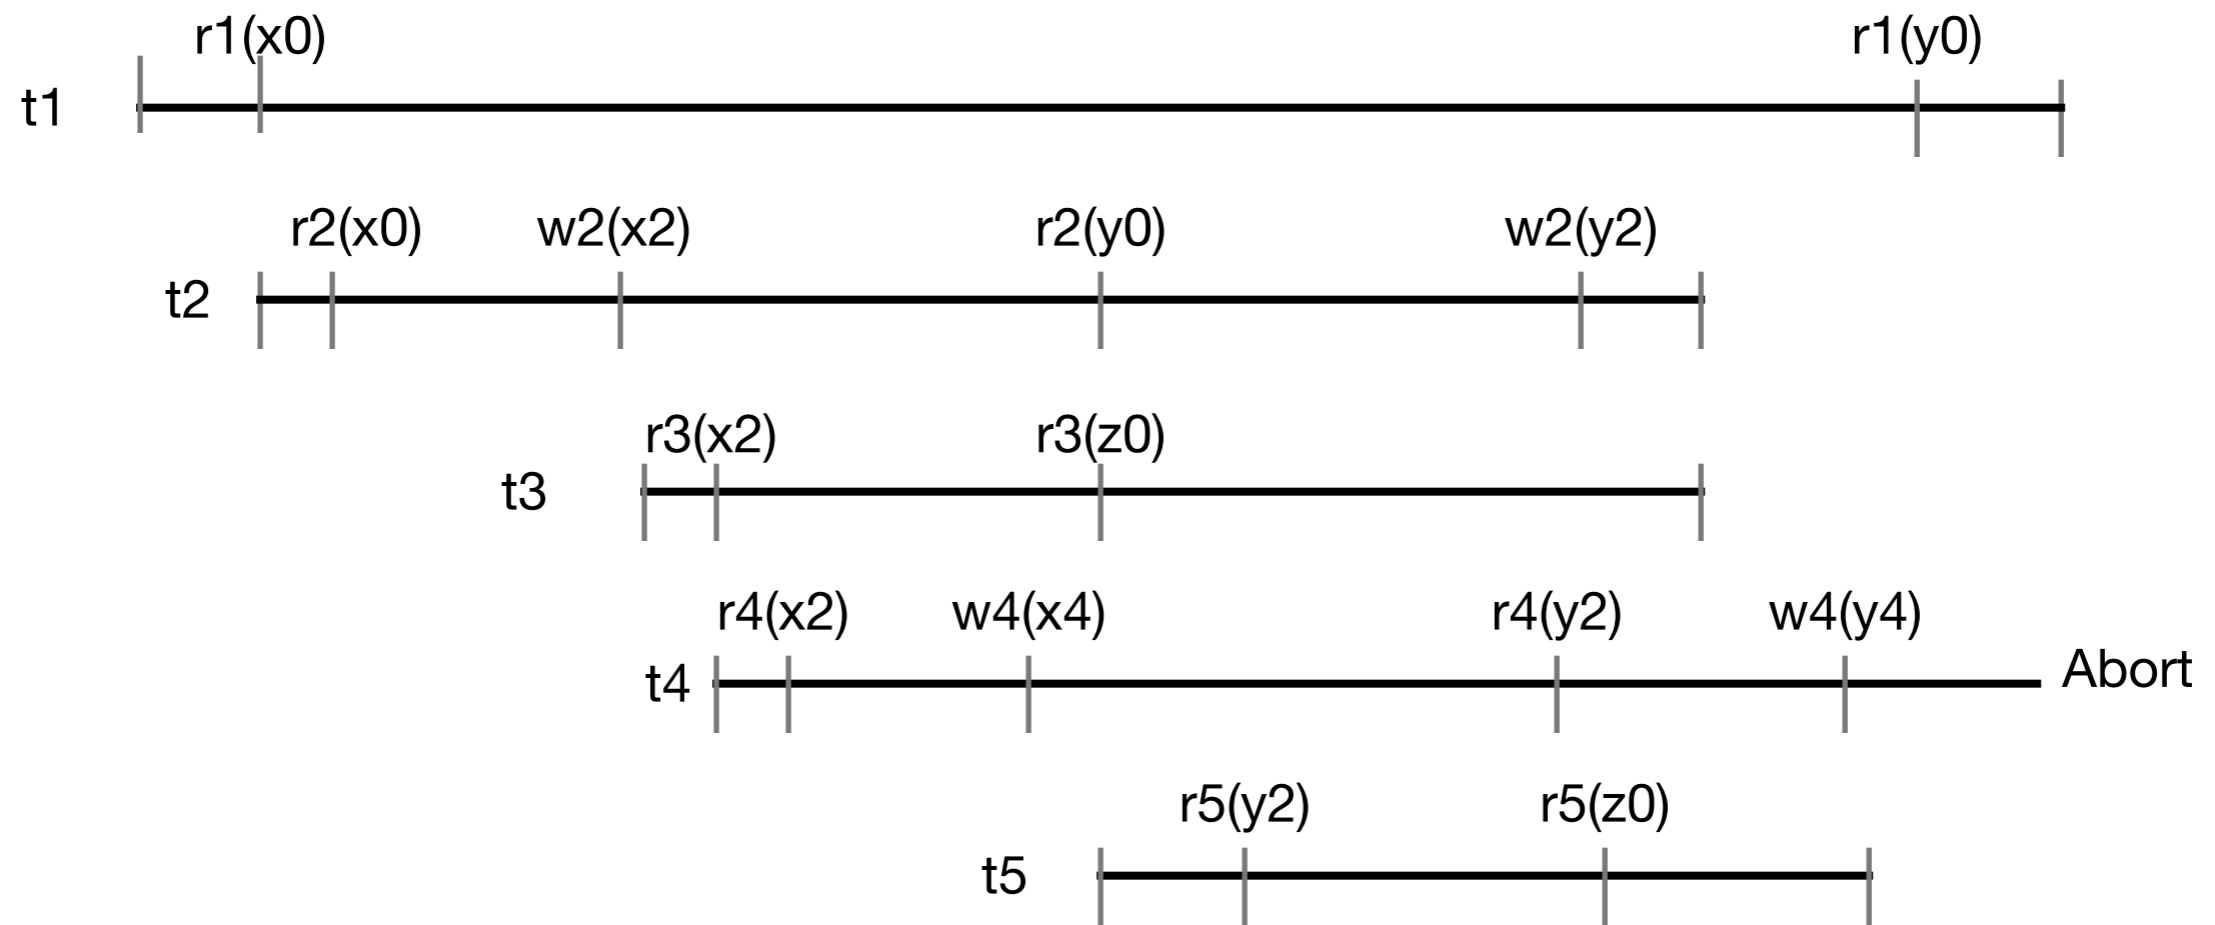 r1(x0) r1(y0)
t1
r2(x0) w2(x2) r2(y0) w2(y2)
t2
r3(x2) r3(z0)
t3
r4(x2) w4(x4) r4(y2) w4(y4)
t4 Abort
r5(y2) r5(z0)
t5